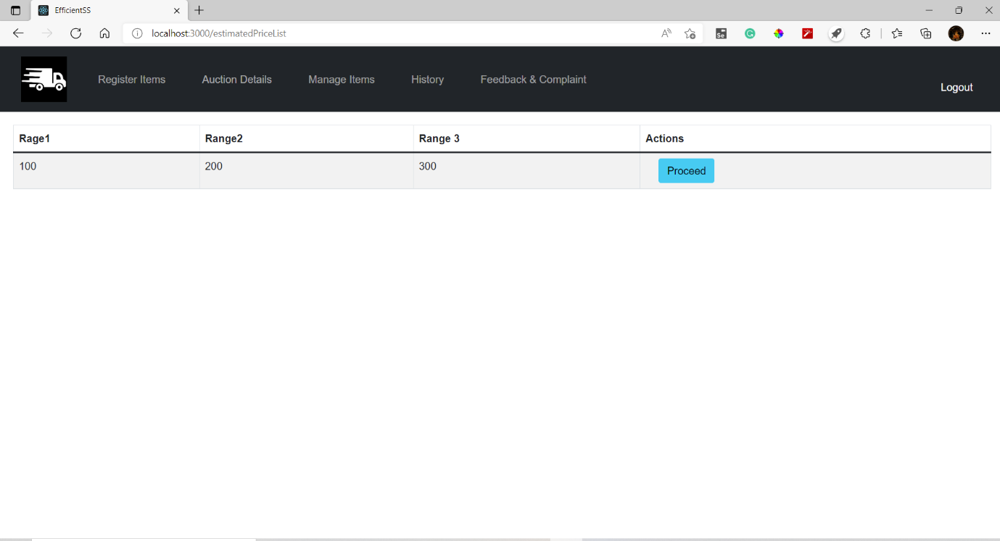 EfficientSS
localhost:3000/estimatedPriceList
A
Se
G
Register Items
Auction Details
Manage Items
History
Feedback & Complaint
Logout
Rage1
Range2
Range 3
Actions
100
200
300
Proceed